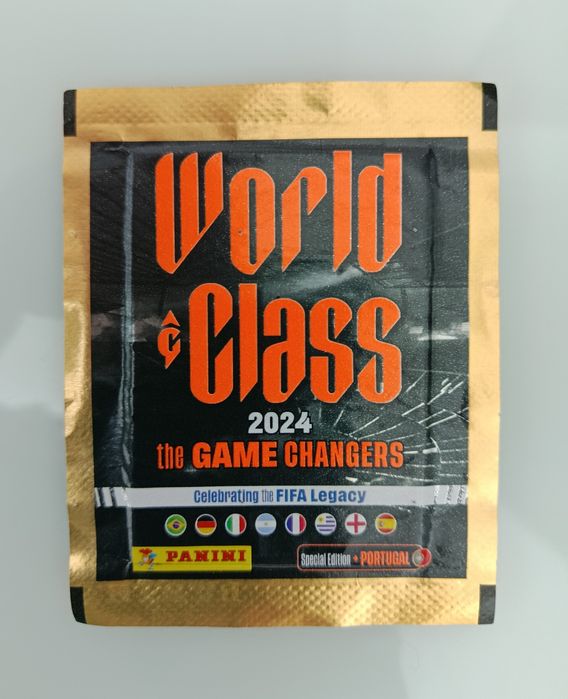 World
Class
2024
the GAME CHANGERS
Celebrating the FIFA Legacy
PANINI
Special Edition + PORTUGAL